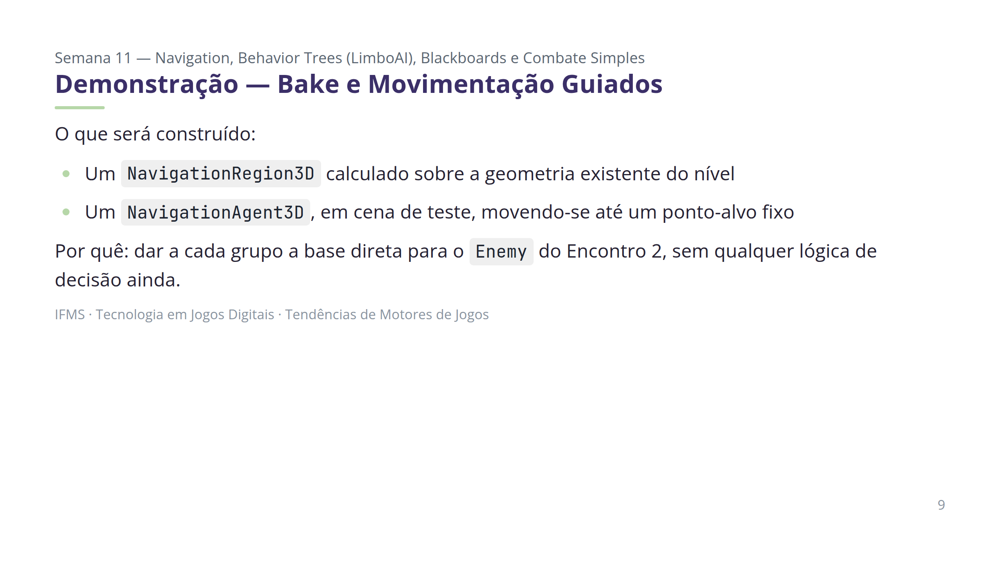 Semana 11 — Navigation, Behavior Trees (LimboAI), Blackboards e Combate Simples
Demonstração — Bake e Movimentação Guiados
O que será construído:
• Um NavigationRegion3D calculado sobre a geometria existente do nível
• Um NavigationAgent3D, em cena de teste, movendo-se até um ponto-alvo fixo
Por quê: dar a cada grupo a base direta para o Enemy do Encontro 2, sem qualquer lógica de
decisão ainda.
IFMS · Tecnologia em Jogos Digitais · Tendências de Motores de Jogos
9